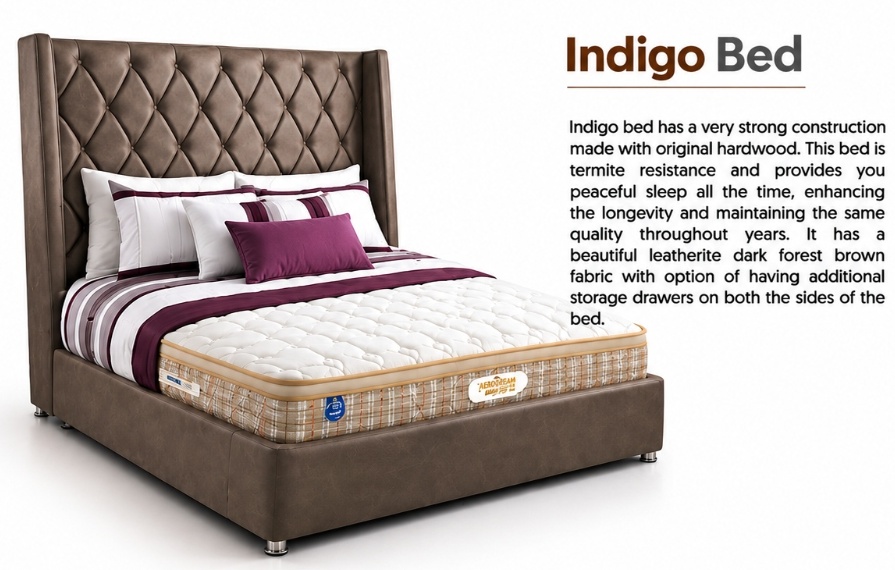 Indigo Bed
Indigo bed has a very strong construction
made with original hardwood. This bed is
termite resistance and provides you
peaceful sleep all the time, enhancing
the longevity and maintaining the same
quality throughout years. It has a
beautiful leatherite dark forest brown
fabric with option of having additional
storage drawers on both the sides of the
bed.
AERODREAM